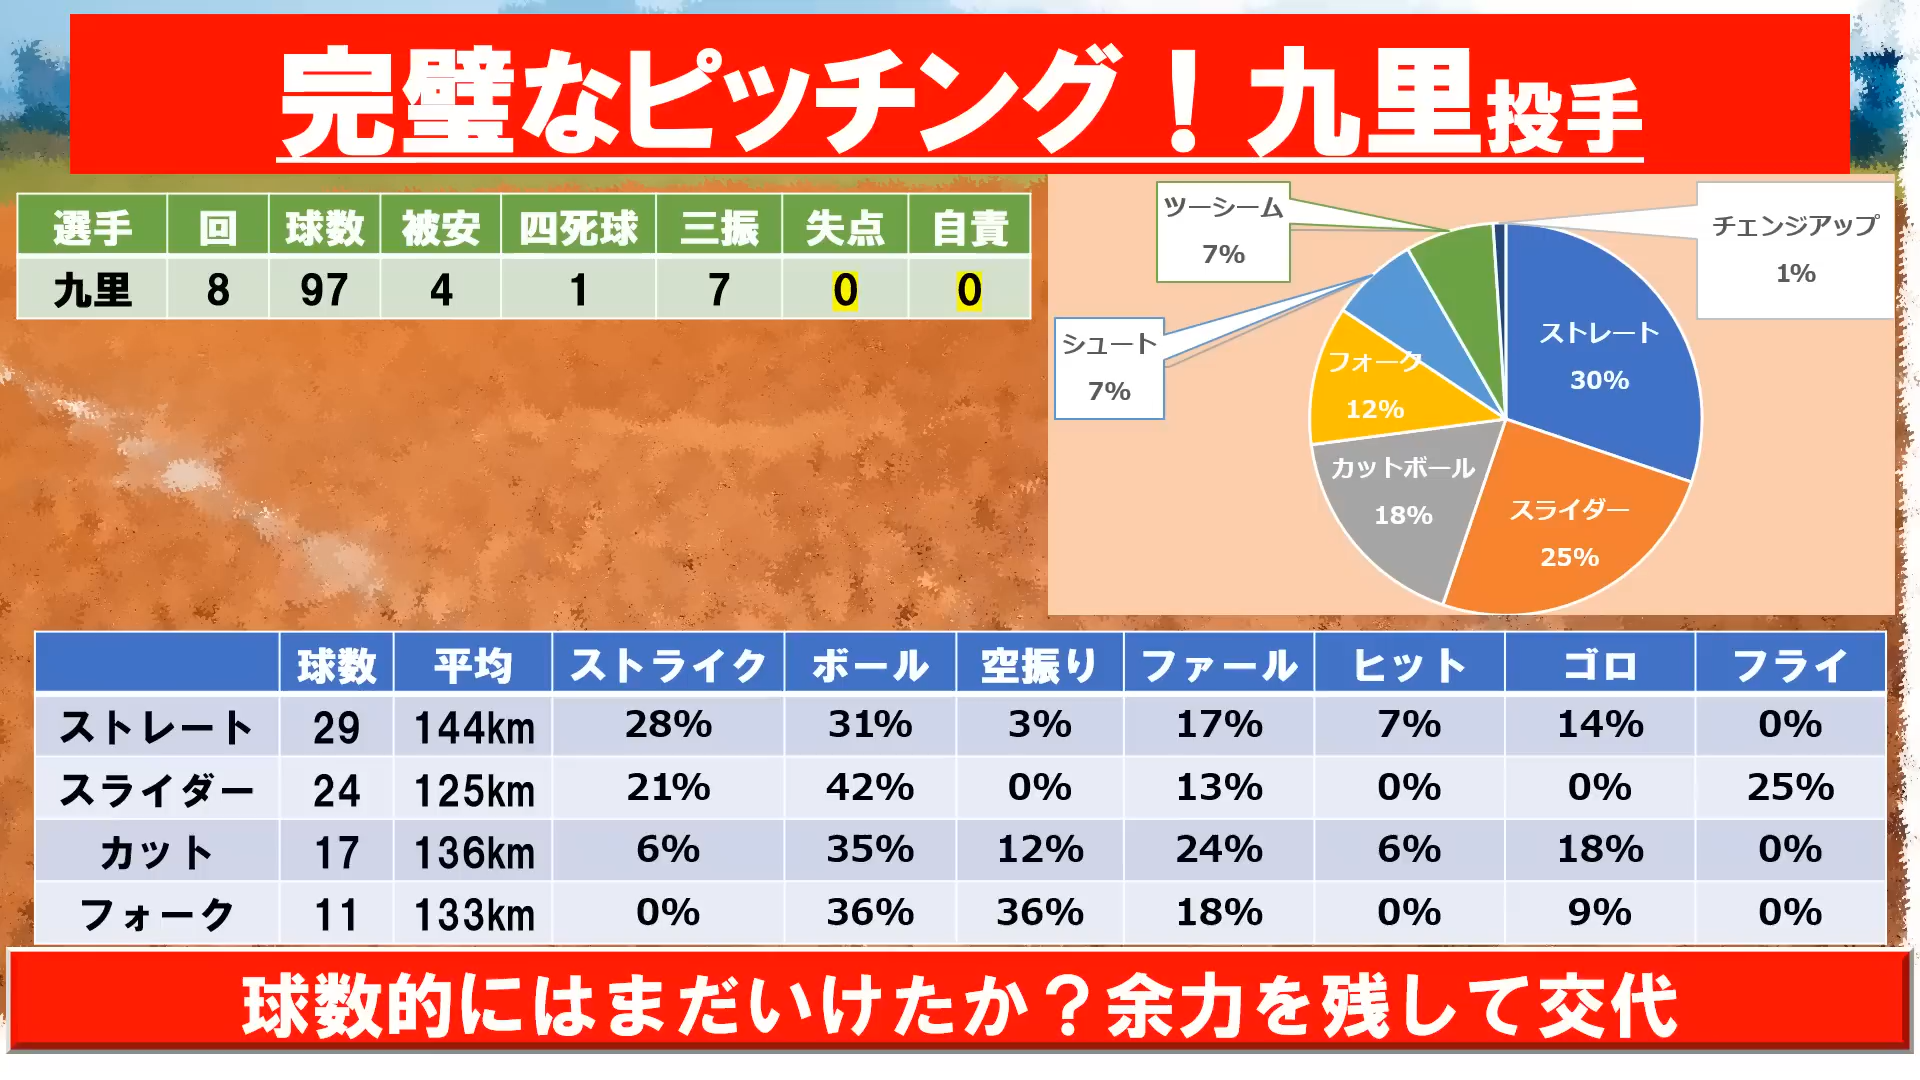 完璧なピッチング！九里投手
選手 回 球数 被安 四死球 三振 失点 自責
九里 8 97 4 1 7 0 0
ツーシーム
7%
チェンジアップ
1%
シュート
7%
ストレート
30%
フォーク
12%
カットボール
18%
スライダー
25%
球数 平均 ストライク ボール 空振り ファール ヒット ゴロ フライ
ストレート 29 144km 28% 31% 3% 17% 7% 14% 0%
スライダー 24 125km 21% 42% 0% 13% 0% 0% 25%
カット 17 136km 6% 35% 12% 24% 6% 18% 0%
フォーク 11 133km 0% 36% 36% 18% 0% 9% 0%
球数的にはまだいけたか？余力を残して交代